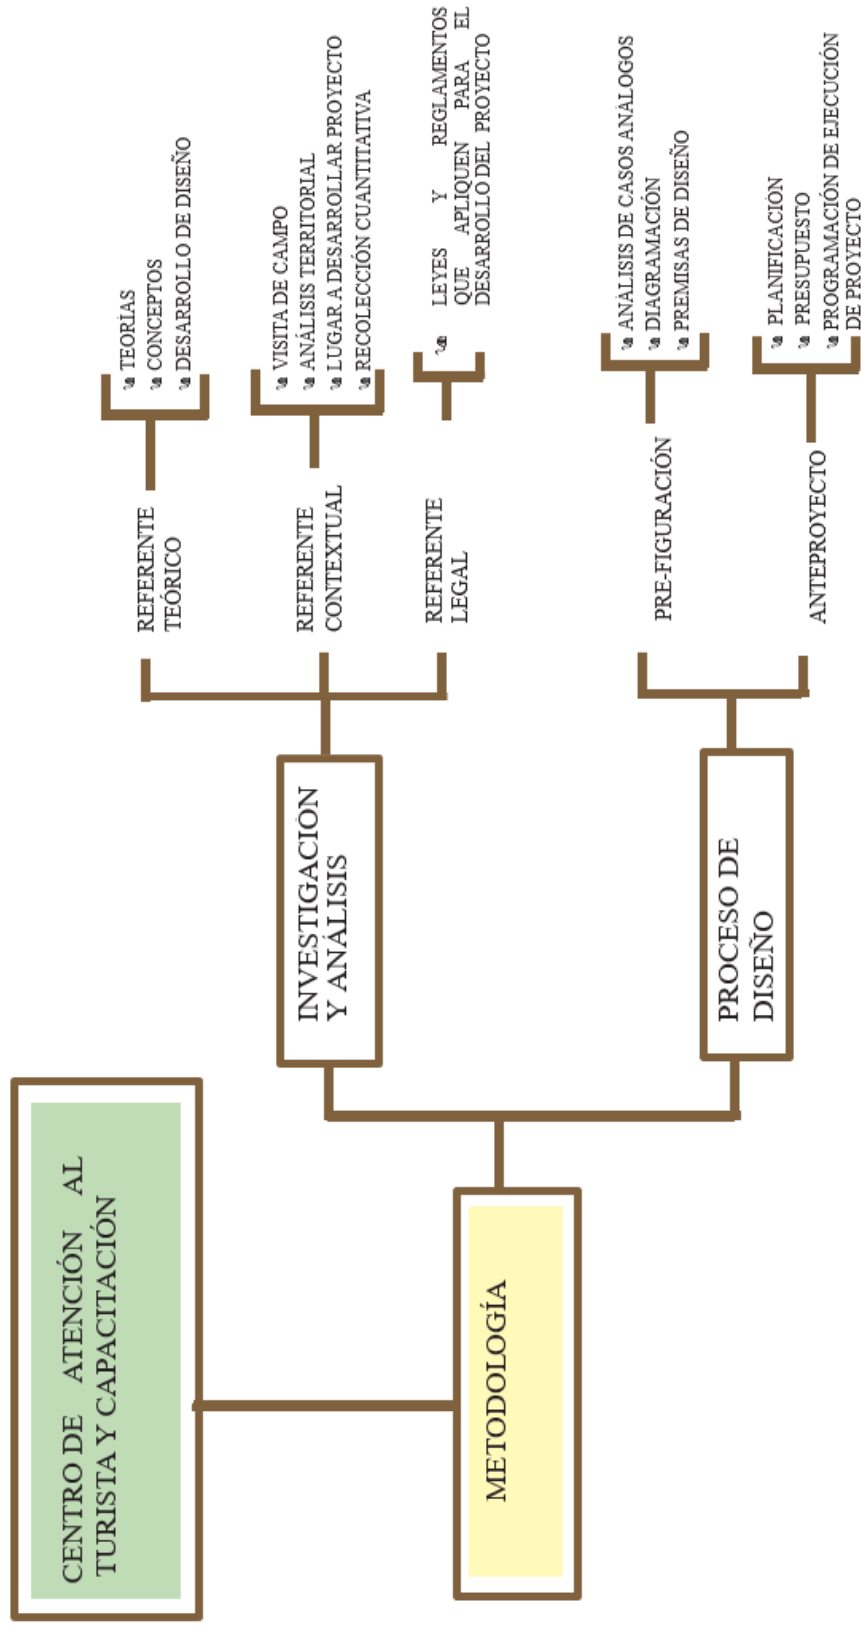 CENTRO DE ATENCIÓN AL
TURISTA Y CAPACITACIÓN
METODOLOGÍA
INVESTIGACIÓN
Y ANÁLISIS
REFERENTE
TEÓRICO
TEORÍAS
CONCEPTOS
DESARROLLO DE DISEÑO
REFERENTE
CONTEXTUAL
VISITA DE CAMPO
ANÁLISIS TERRITORIAL
LUGAR A DESARROLLAR PROYECTO
RECOLECCIÓN CUANTITATIVA
REFERENTE
LEGAL
LEYES Y REGLAMENTOS
QUE APLIQUEN PARA EL
DESARROLLO DEL PROYECTO
PROCESO DE
DISEÑO
PRE-FIGURACIÓN
ANÁLISIS DE CASOS ANÁLOGOS
DIAGRAMACIÓN
PREMISAS DE DISEÑO
ANTEPROYECTO
PLANIFICACIÓN
PRESUPUESTO
PROGRAMACIÓN DE EJECUCIÓN
DE PROYECTO